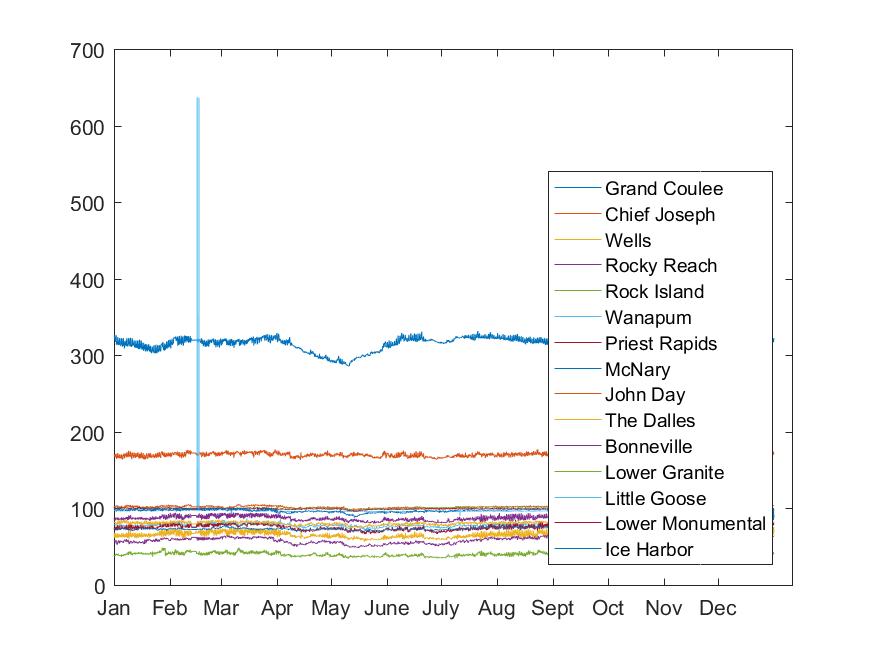 700
600
500
400
300
200
100
0
Jan Feb Mar Apr May June July Aug Sept Oct Nov Dec
Grand Coulee
Chief Joseph
Wells
Rocky Reach
Rock Island
Wanapum
Priest Rapids
McNary
John Day
The Dalles
Bonneville
Lower Granite
Little Goose
Lower Monumental
Ice Harbor